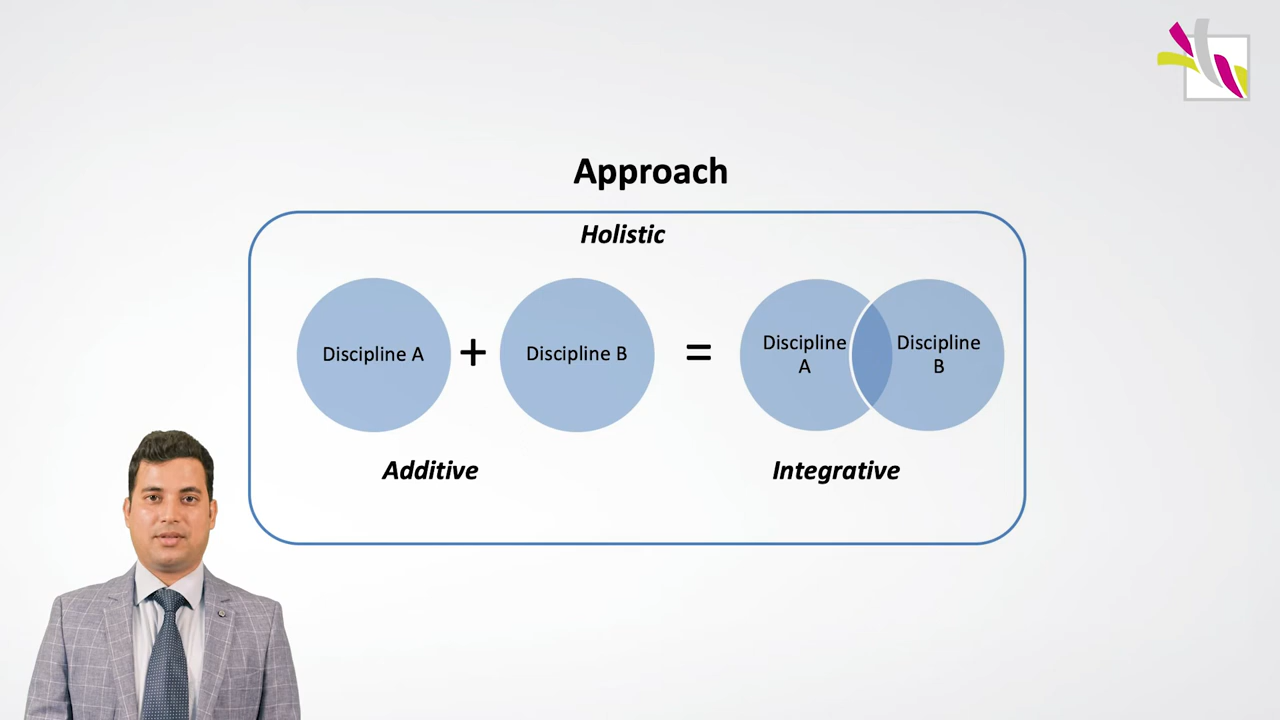 Approach
Holistic
Discipline A
+
Discipline B
=
Discipline
A
Discipline
B
Additive
Integrative